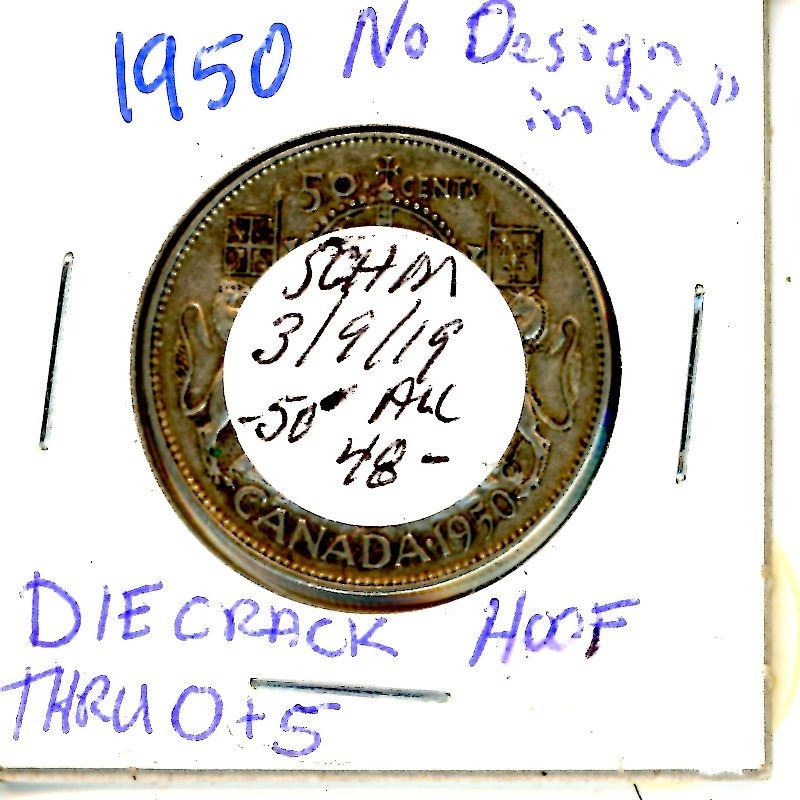 1950 No Design
in "0"
50 CENTS
SCHM
3/9/19
-50 AUC
48-
CANADA·1950
DIE CRACK HOOF
THRU 0+5